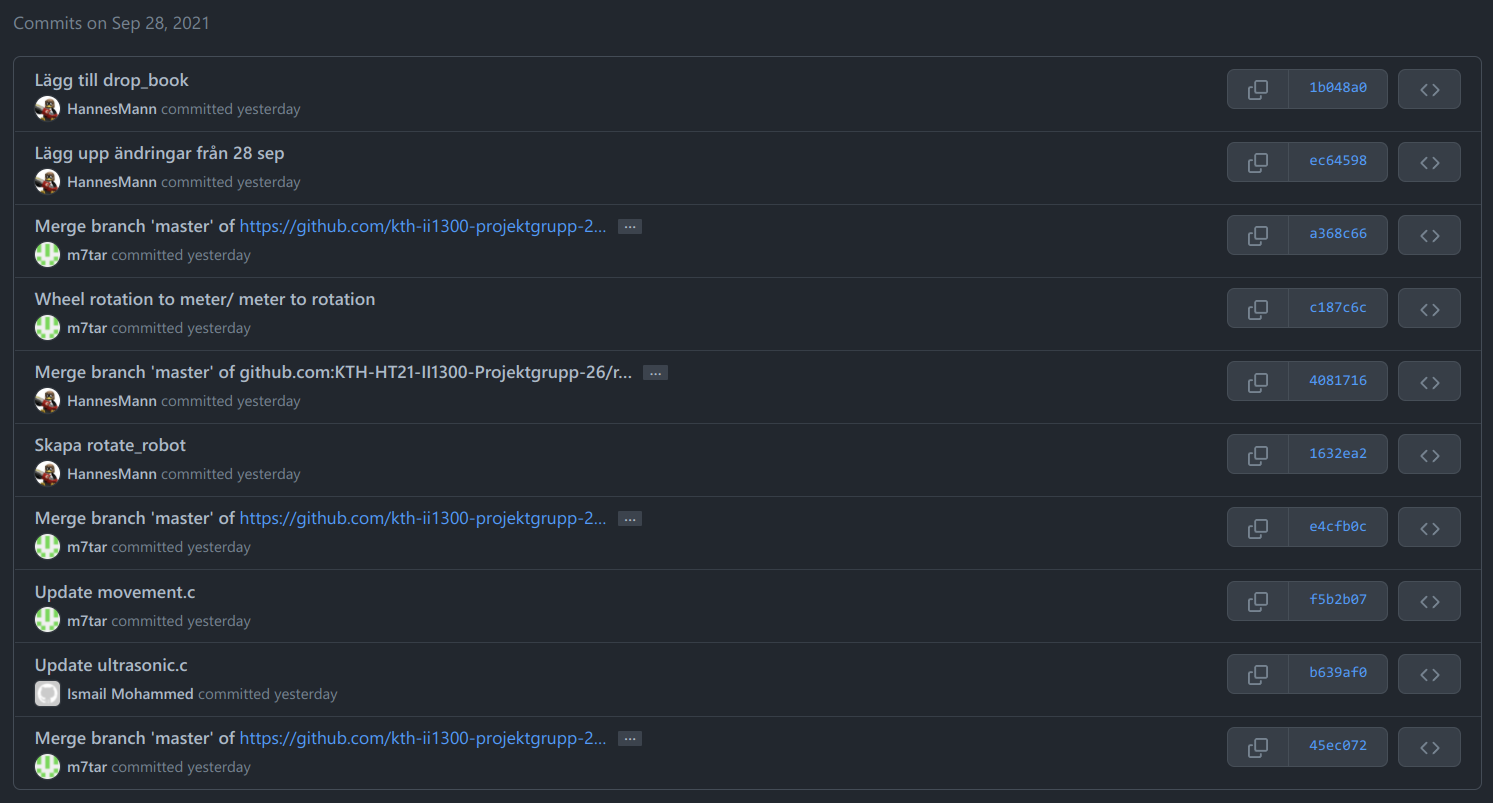 Commits on Sep 28, 2021
Lägg till drop_book
HannesMann committed yesterday
1b048a0
Lägg upp ändringar från 28 sep
HannesMann committed yesterday
ec64598
Merge branch 'master' of https://github.com/kth-ii1300-projektgrupp-2... ...
m7tar committed yesterday
a368c66
Wheel rotation to meter/ meter to rotation
m7tar committed yesterday
c187c6c
Merge branch 'master' of github.com:KTH-HT21-II1300-Projektgrupp-26/r... ...
HannesMann committed yesterday
4081716
Skapa rotate_robot
HannesMann committed yesterday
1632ea2
Merge branch 'master' of https://github.com/kth-ii1300-projektgrupp-2... ...
m7tar committed yesterday
e4cfb0c
Update movement.c
m7tar committed yesterday
f5b2b07
Update ultrasonic.c
Ismail Mohammed committed yesterday
b639af0
Merge branch 'master' of https://github.com/kth-ii1300-projektgrupp-2... ...
m7tar committed yesterday
45ec072